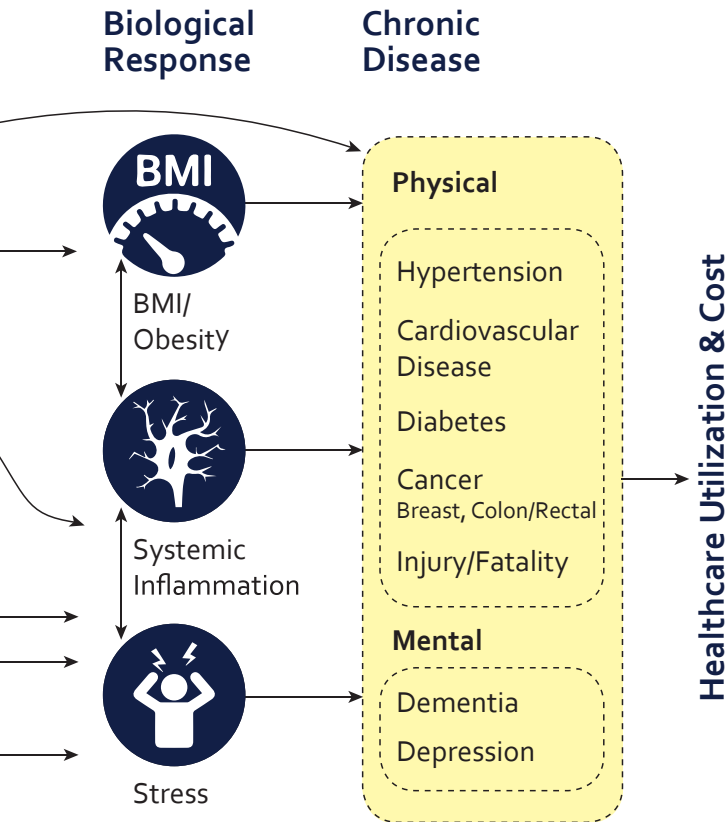 Biological
Response
Chronic
Disease
BMI
BMI/
Obesity
Systemic
Inflammation
Stress
Physical
Hypertension
Cardiovascular
Disease
Diabetes
Cancer
Breast, Colon/Rectal
Injury/Fatality
Mental
Dementia
Depression
Healthcare Utilization & Cost